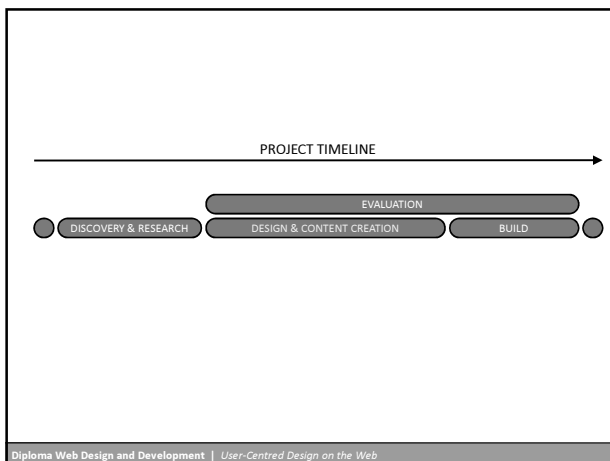 PROJECT TIMELINE
EVALUATION
DISCOVERY & RESEARCH DESIGN & CONTENT CREATION BUILD
Diploma Web Design and Development | User-Centred Design on the Web